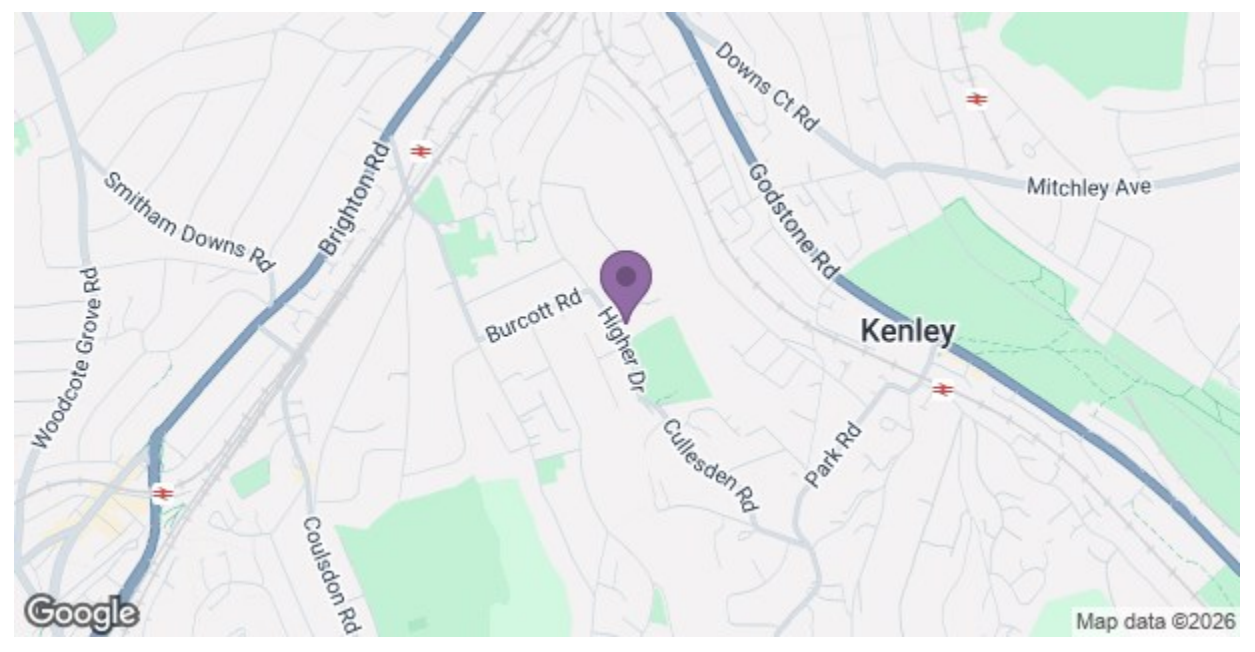 Downs Ct Rd
Brighton Rd
Smitham Downs Rd
Godstone Rd
Mitchley Ave
Woodcote Grove Rd
Burcott Rd
Higher Dr
Kenley
Cullesden Rd
Park Rd
Coulsdon Rd
Google
Map data ©2026